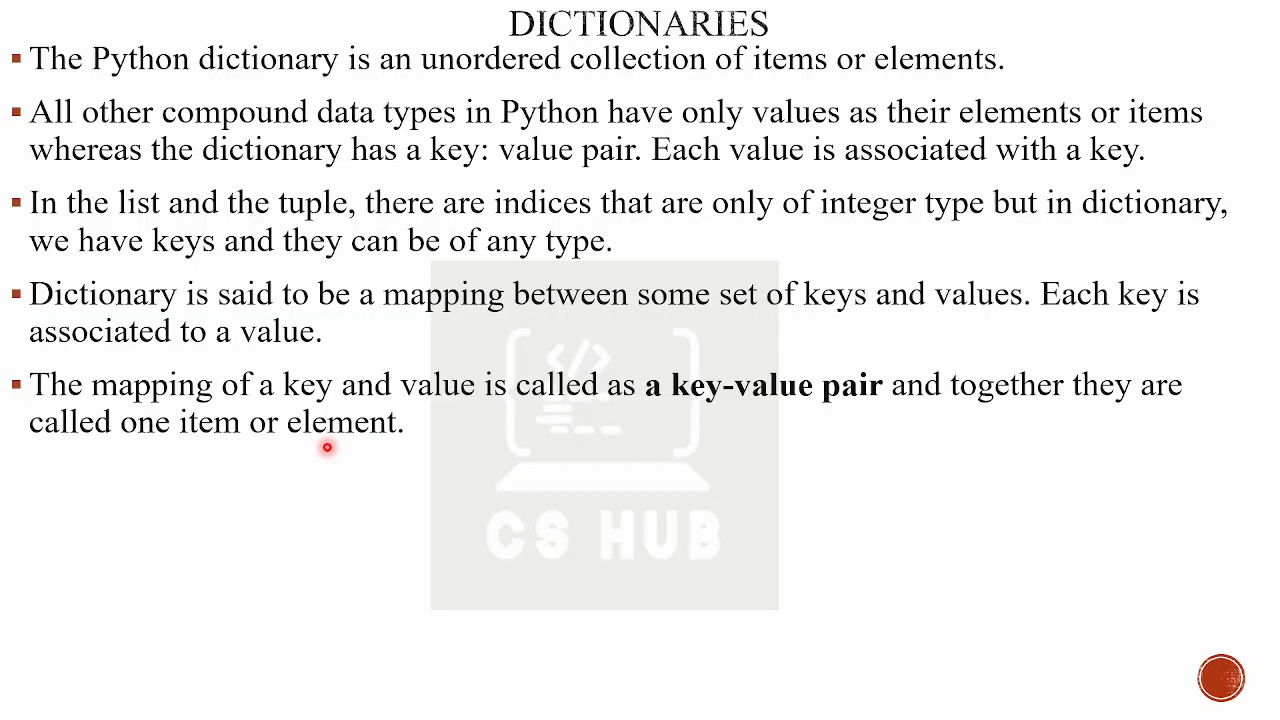 DICTIONARIES
▪ The Python dictionary is an unordered collection of items or elements.
▪ All other compound data types in Python have only values as their elements or items
whereas the dictionary has a key: value pair. Each value is associated with a key.
▪ In the list and the tuple, there are indices that are only of integer type but in dictionary,
we have keys and they can be of any type.
▪ Dictionary is said to be a mapping between some set of keys and values. Each key is
associated to a value.
▪ The mapping of a key and value is called as a key-value pair and together they are
called one item or element.
</>
CS HUB